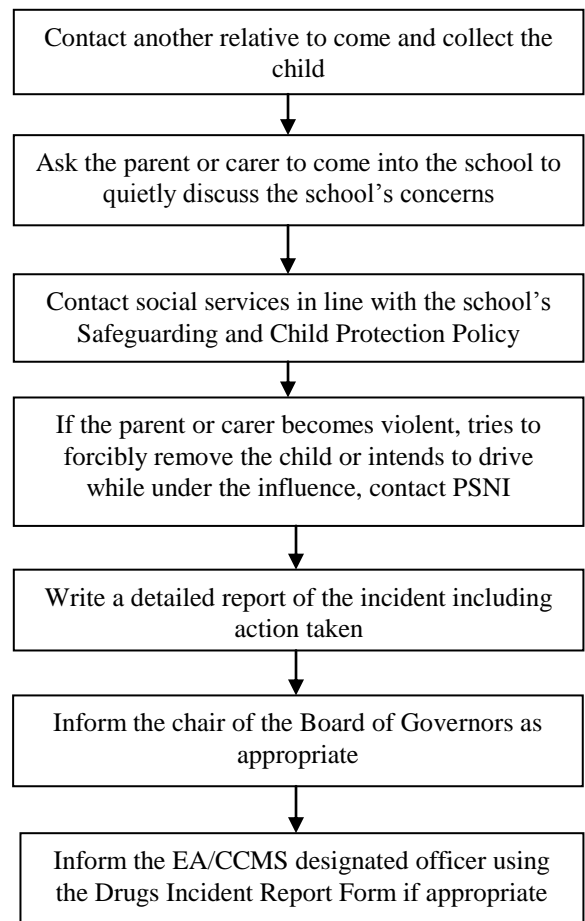 Contact another relative to come and collect the
child
Ask the parent or carer to come into the school to
quietly discuss the school’s concerns
Contact social services in line with the school’s
Safeguarding and Child Protection Policy
If the parent or carer becomes violent, tries to
forcibly remove the child or intends to drive
while under the influence, contact PSNI
Write a detailed report of the incident including
action taken
Inform the chair of the Board of Governors as
appropriate
Inform the EA/CCMS designated officer using
the Drugs Incident Report Form if appropriate